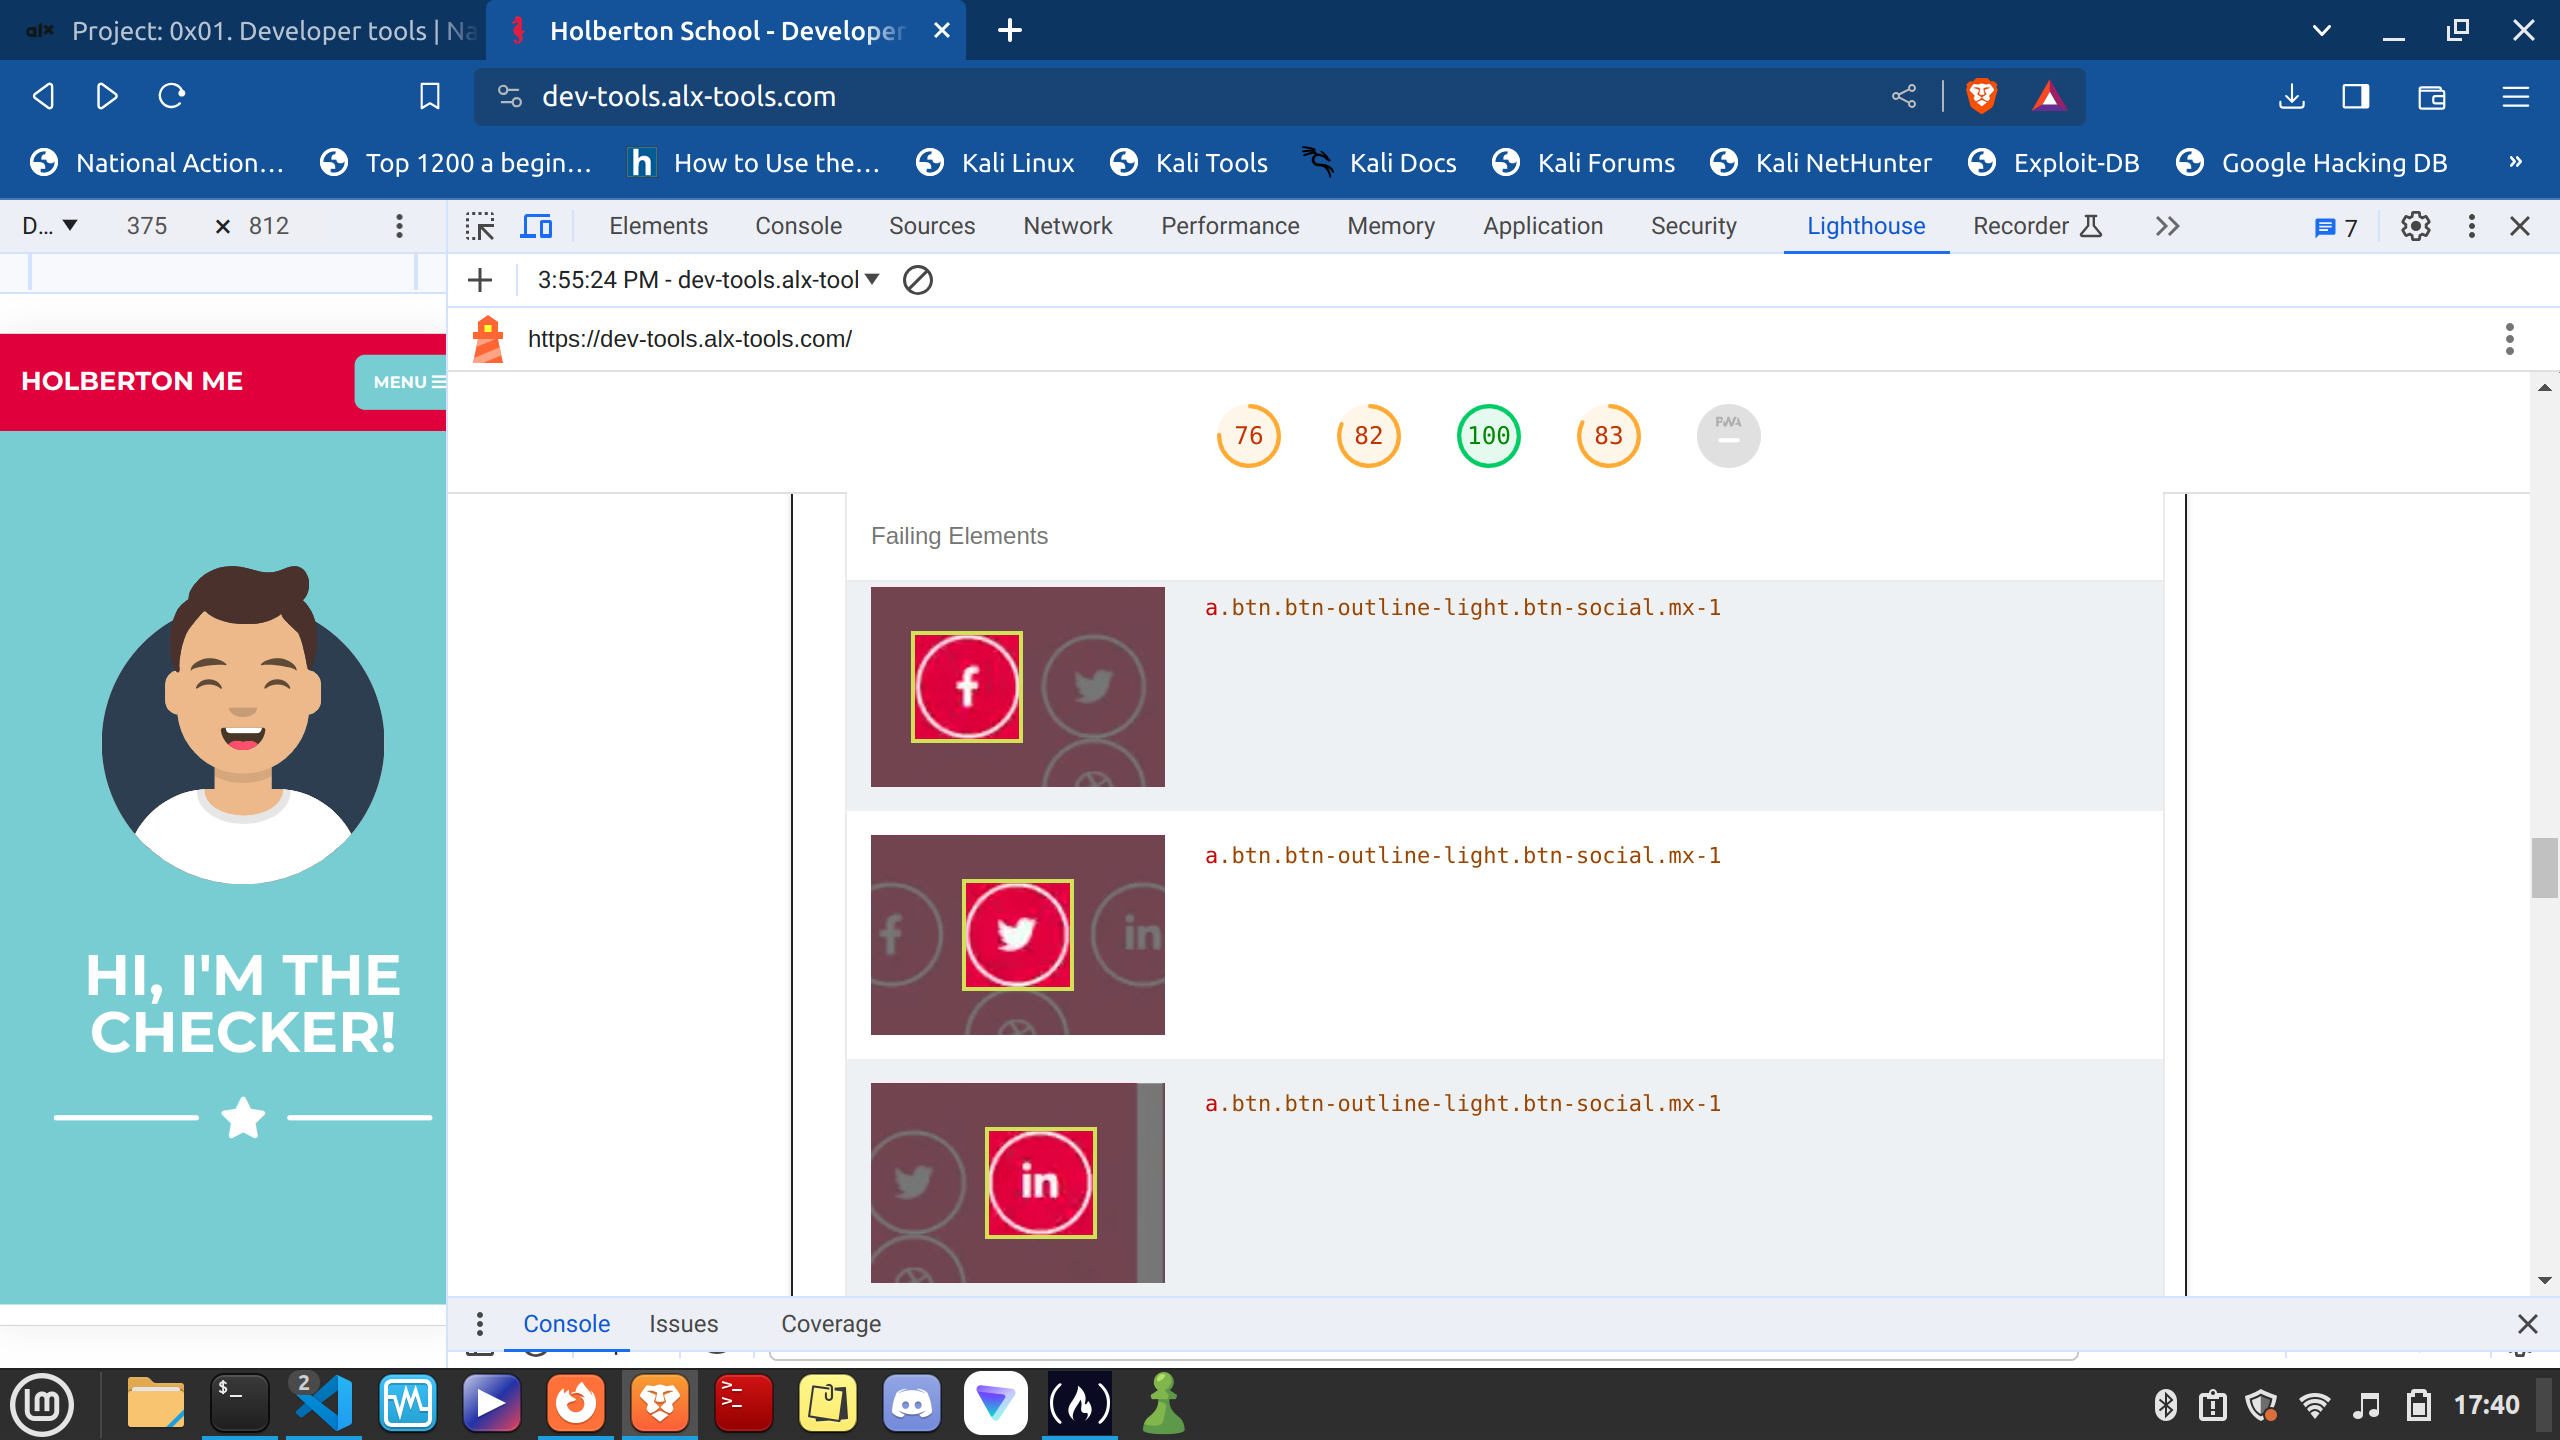 alx Project: 0x01. Developer tools | Na
Holberton School - Developer
dev-tools.alx-tools.com
National Action…
Top 1200 a begin…
h How to Use the…
Kali Linux
Kali Tools
Kali Docs
Kali Forums
Kali NetHunter
Exploit-DB
Google Hacking DB
»
D… 375 × 812
Elements Console Sources Network Performance Memory Application Security Lighthouse Recorder 7
3:55:24 PM - dev-tools.alx-tool
https://dev-tools.alx-tools.com/
HOLBERTON ME
MENU
76 82 100 83 PWA
Failing Elements
f
a.btn.btn-outline-light.btn-social.mx-1
f in
a.btn.btn-outline-light.btn-social.mx-1
in
a.btn.btn-outline-light.btn-social.mx-1
HI, I'M THE
CHECKER!
Console Issues Coverage
2
$_
>_
>_
17:40